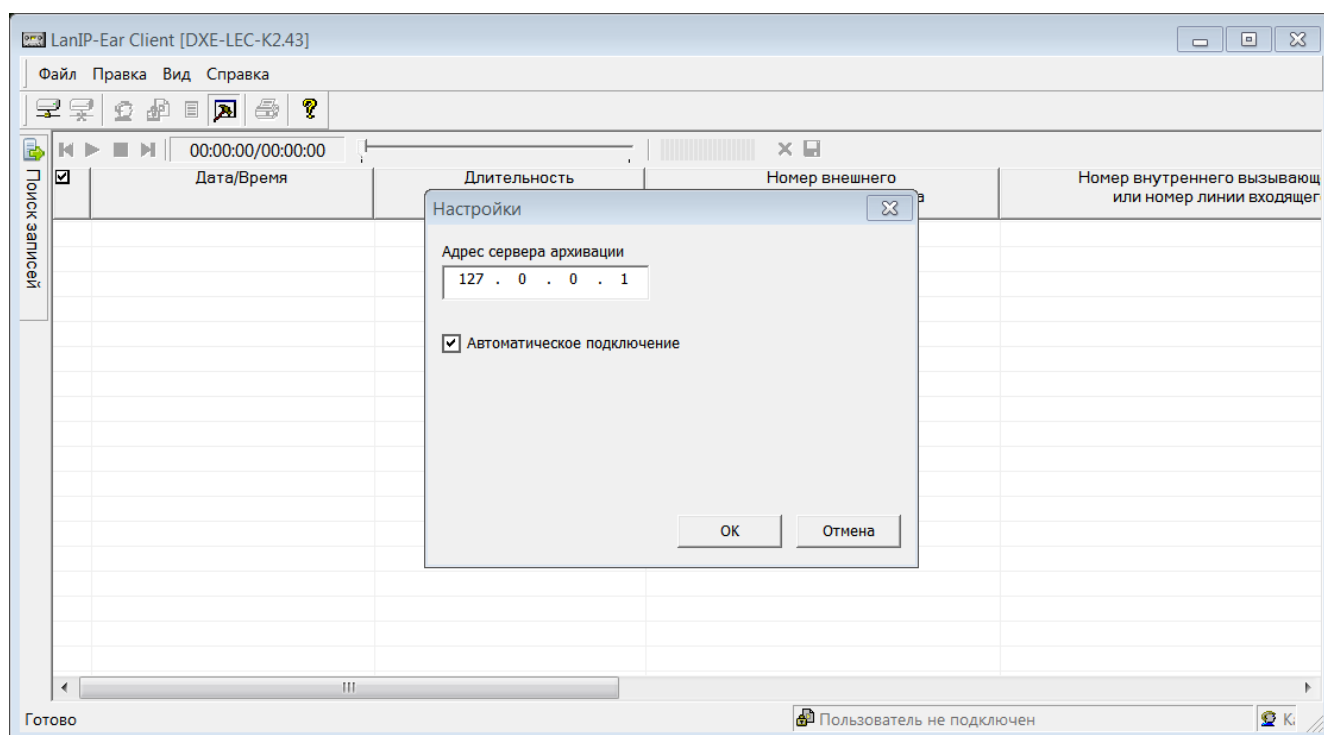 LanIP-Ear Client [DXE-LEC-K2.43]
Файл Правка Вид Справка
00:00:00/00:00:00
Поиск записей
Дата/Время
Длительность
Номер внешнего
Номер внутреннего вызывающ
или номер линии входящег
Настройки
Адрес сервера архивации
127 . 0 . 0 . 1
Автоматическое подключение
OK
Отмена
Готово
Пользователь не подключен